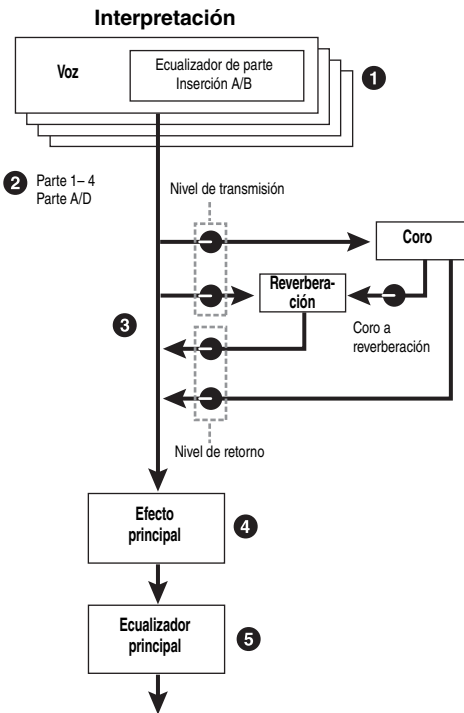 Interpretación
Voz
Ecualizador de parte
Inserción A/B
1
2
Parte 1– 4
Parte A/D
Nivel de transmisión
Coro
Reverbera-
ción
3
Coro a
reverberación
Nivel de retorno
Efecto
principal
4
Ecualizador
principal
5